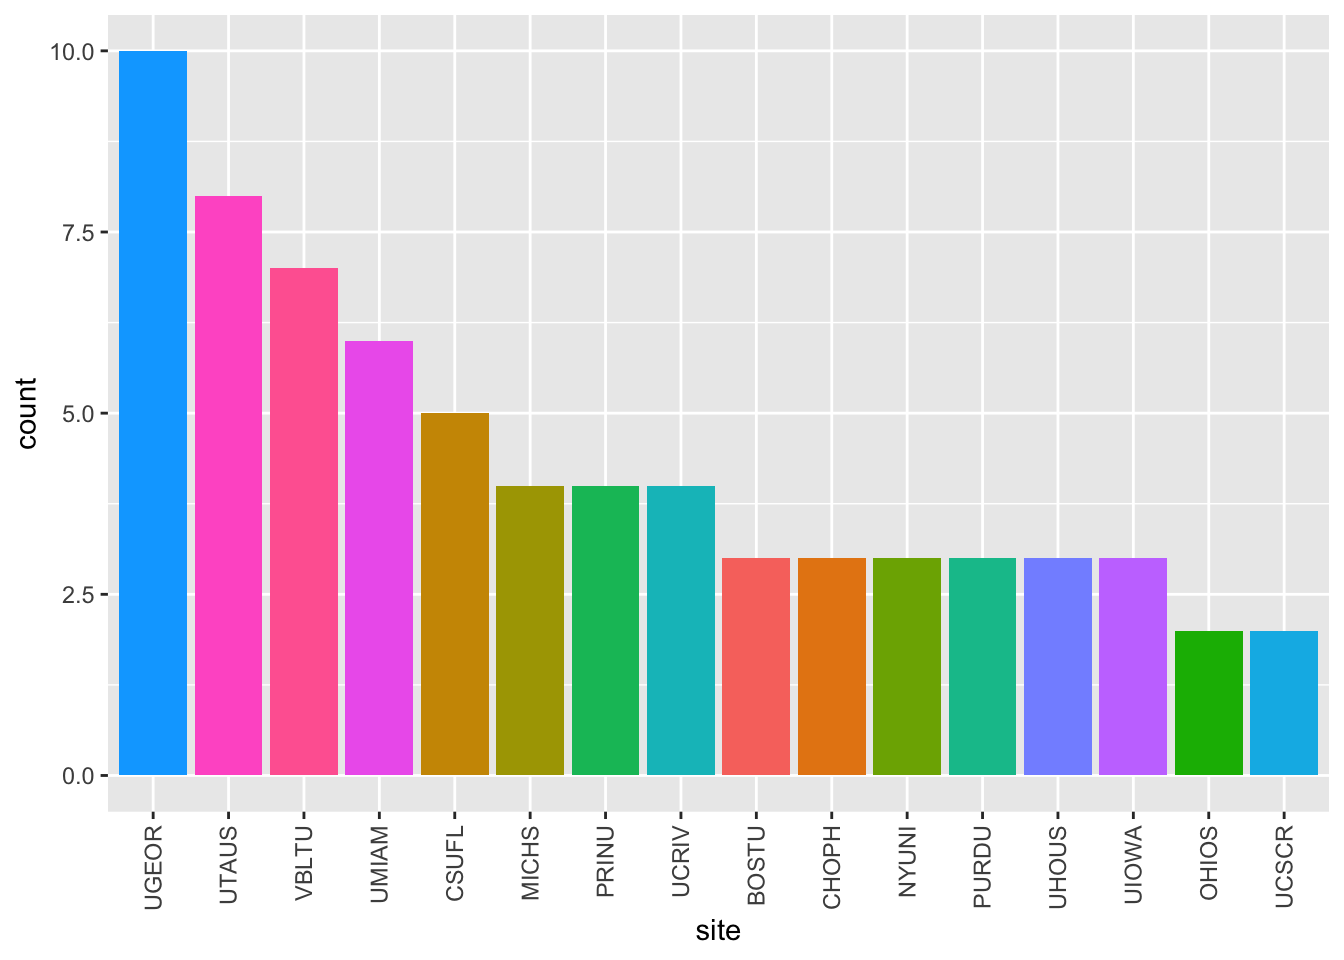 10.0
7.5
5.0
2.5
0.0
count
UGEOR
UTAUS
VBLTU
UMIAM
CSUFL
MICHS
PRINU
UCRIV
BOSTU
CHOPH
NYUNI
PURDU
UHOUS
UIOWA
OHIOS
UCSCR
site